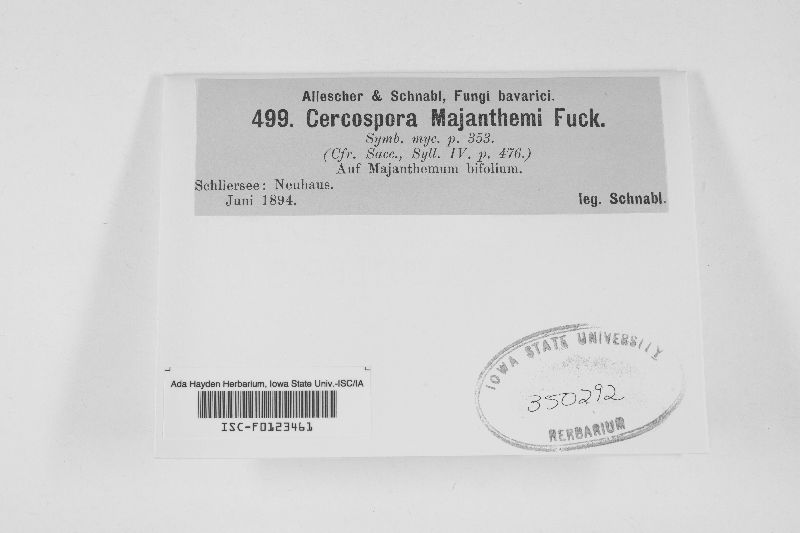 Allescher & Schnabl, Fungi bavarici.
499. Cercospora Majanthemi Fuck.
Symb. myc. p. 353.
(Cfr. Sacc., Syll. IV. p. 476.)
Auf Majanthemum bifolium.
Schliersee: Neuhaus.
Juni 1894.
leg. Schnabl.
IOWA STATE UNIVERSITY
350292
HERBARIUM
Ada Hayden Herbarium, Iowa State Univ.-ISC/IA
ISC-F0123461